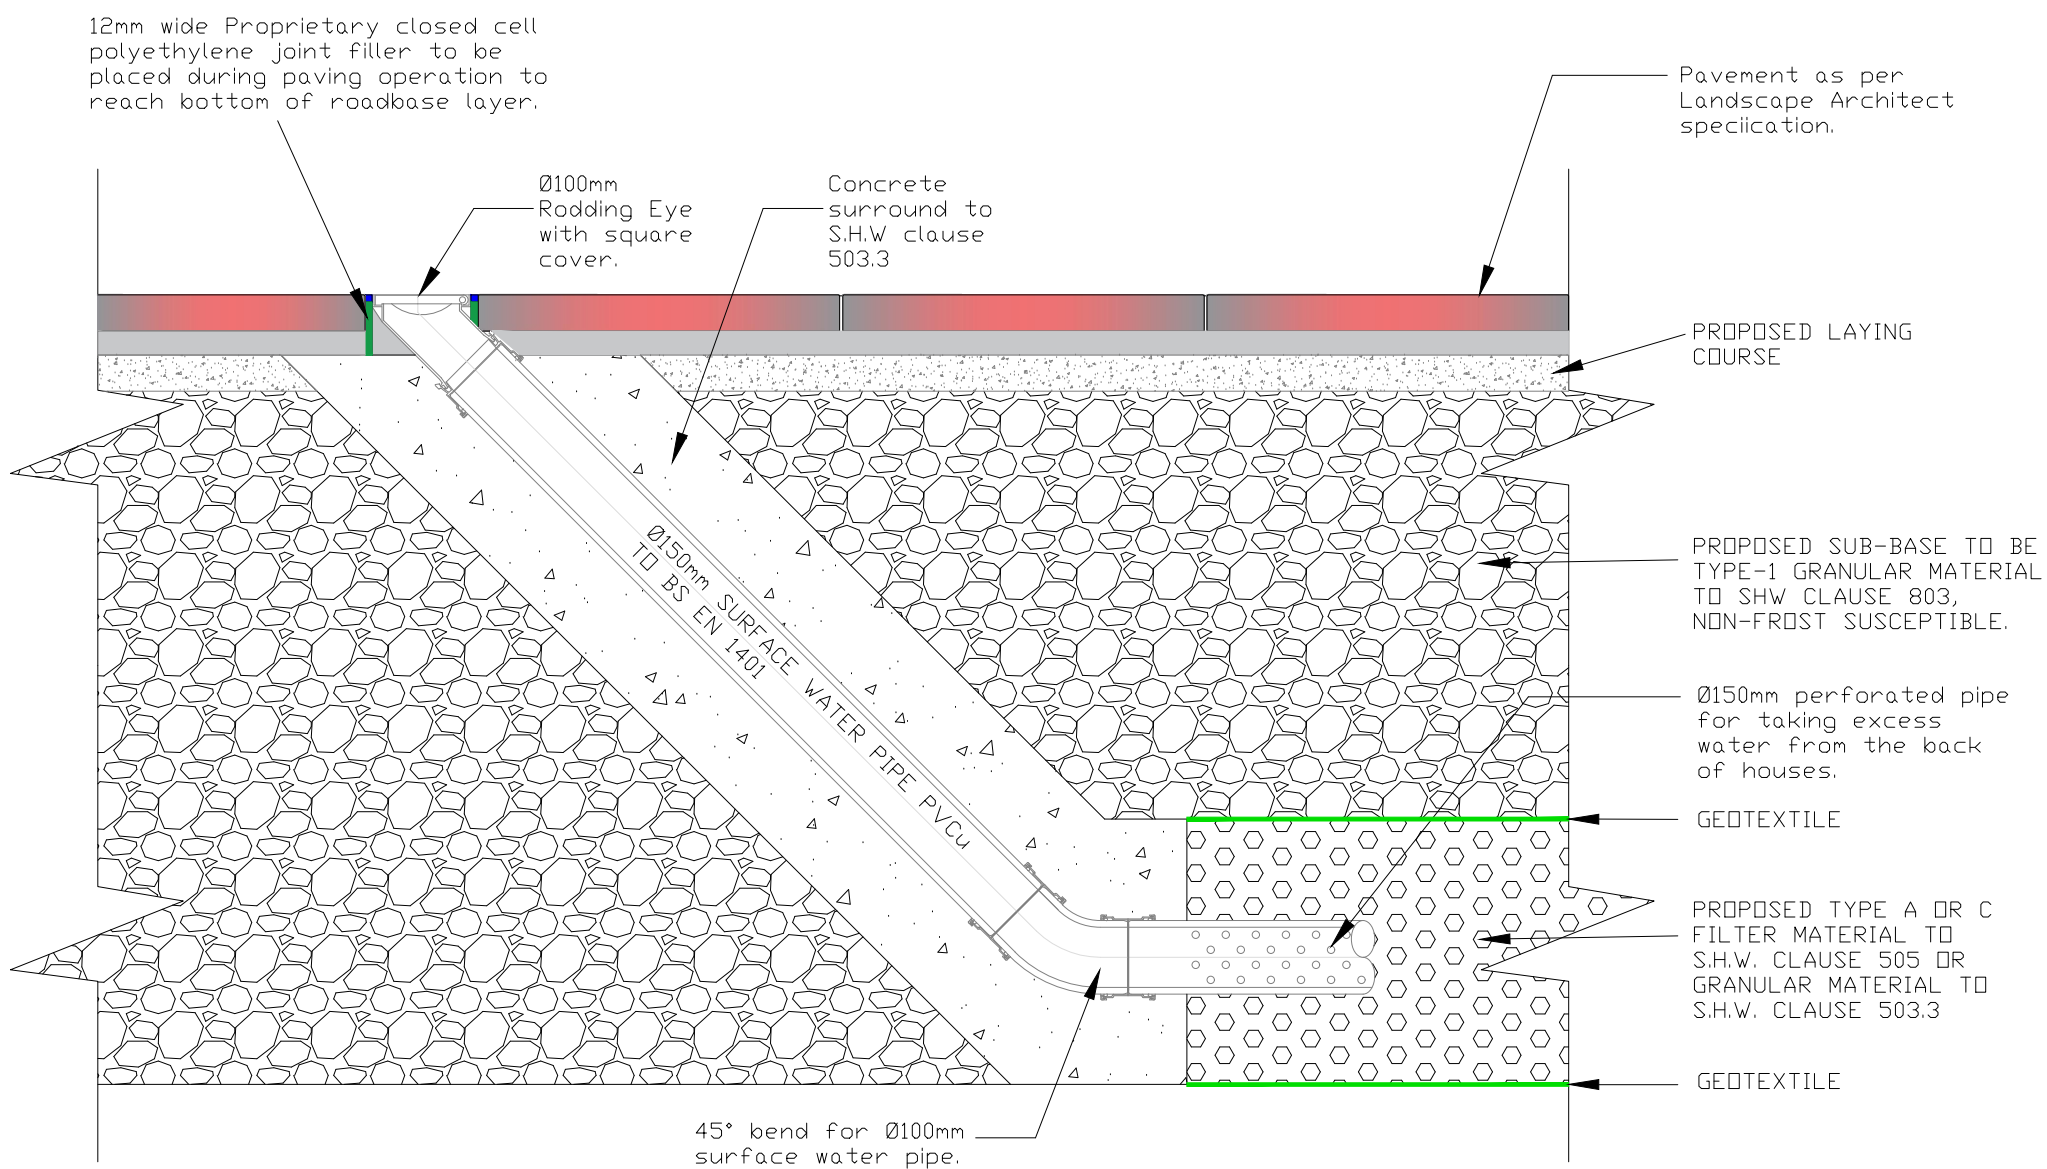 12mm wide Proprietary closed cell
polyethylene joint filler to be
placed during paving operation to
reach bottom of roadbase layer.
Pavement as per
Landscape Architect
speciication.
Ø100mm
Rodding Eye
with square
cover.
Concrete
surround to
S.H.W clause
503.3
PROPOSED LAYING
COURSE
PROPOSED SUB-BASE TO BE
TYPE-1 GRANULAR MATERIAL
TO SHW CLAUSE 803,
NON-FROST SUSCEPTIBLE.
Ø150mm SURFACE WATER PIPE PVCu
TO BS EN 1401
Ø150mm perforated pipe
for taking excess
water from the back
of houses.
GEOTEXTILE
PROPOSED TYPE A OR C
FILTER MATERIAL TO
S.H.W. CLAUSE 505 OR
GRANULAR MATERIAL TO
S.H.W. CLAUSE 503.3
GEOTEXTILE
45° bend for Ø100mm
surface water pipe.